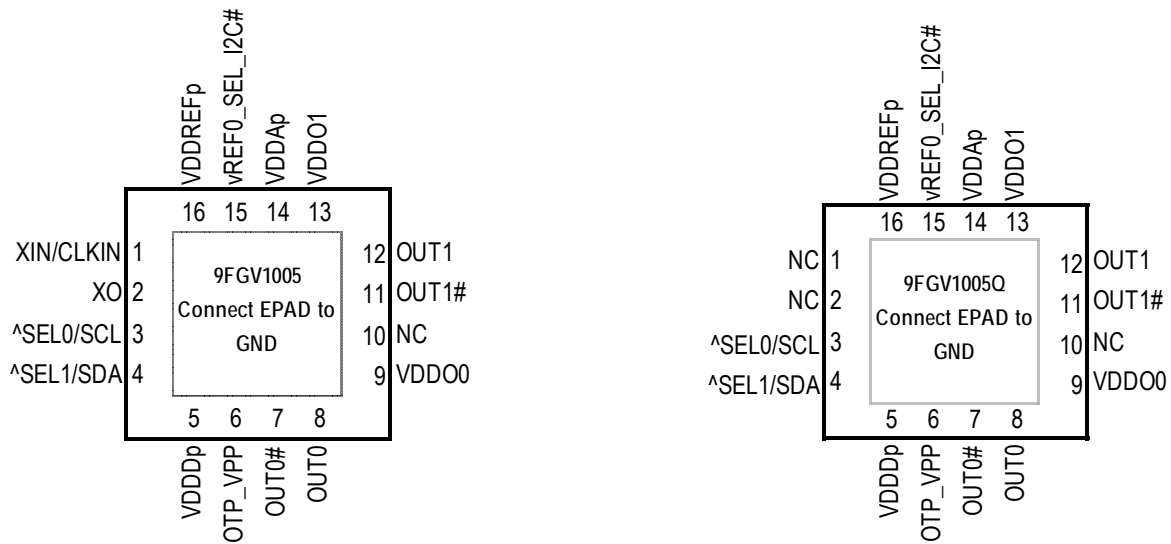 VDDREFp
vREF0_SEL_I2C#
VDDAp
VDDO1
16 15 14 13
XIN/CLKIN 1
XO 2
^SEL0/SCL 3
^SEL1/SDA 4
9FGV1005
Connect EPAD to
GND
12 OUT1
11 OUT1#
10 NC
9 VDDO0
5 6 7 8
VDDDp
OTP_VPP
OUT0#
OUT0
VDDREFp
vREF0_SEL_I2C#
VDDAp
VDDO1
16 15 14 13
NC 1
NC 2
^SEL0/SCL 3
^SEL1/SDA 4
9FGV1005Q
Connect EPAD to
GND
12 OUT1
11 OUT1#
10 NC
9 VDDO0
5 6 7 8
VDDDp
OTP_VPP
OUT0#
OUT0